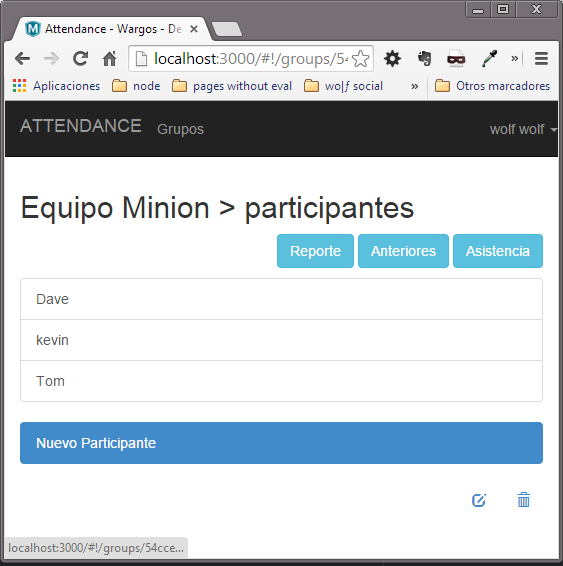 Attendance - Wargos - De
localhost:3000/#!/groups/54
Aplicaciones node pages without eval wo|ƒ social » Otros marcadores
ATTENDANCE Grupos wolf wolf
Equipo Minion > participantes
Reporte Anteriores Asistencia
Dave
kevin
Tom
Nuevo Participante
localhost:3000/#!/groups/54cce...